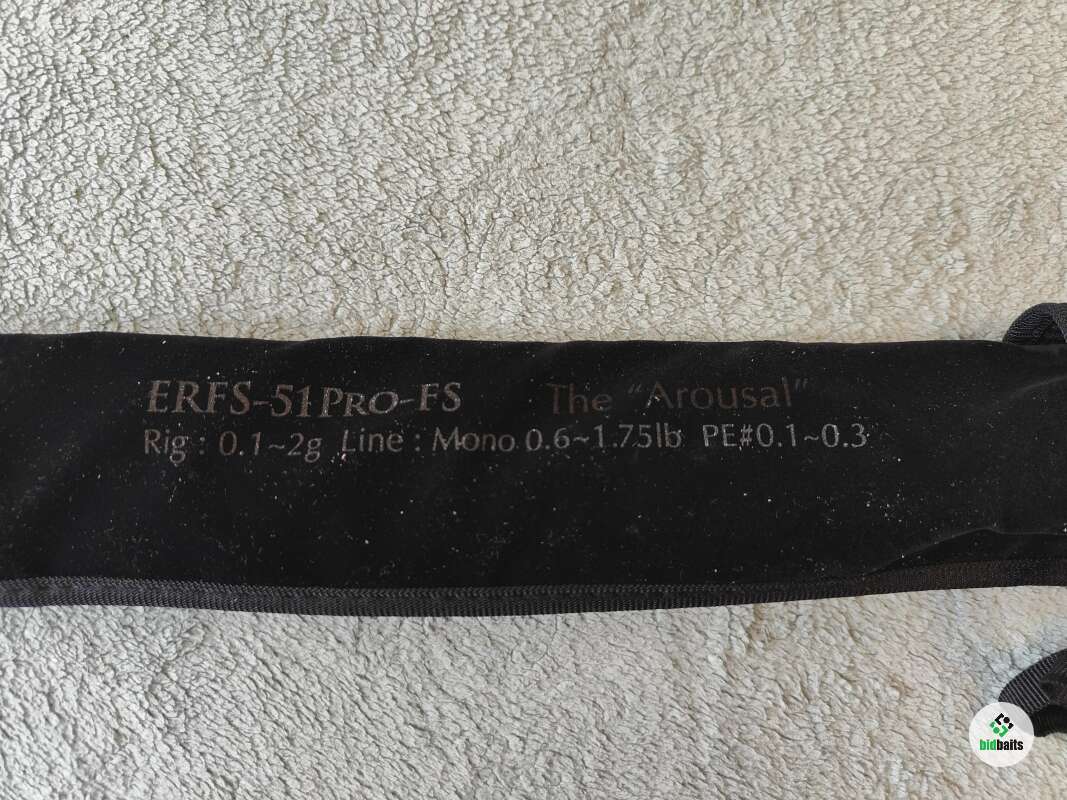 ERFS-51PRO-FS The "Arousal"
Rig : 0.1~2g Line : Mono 0.6~1.75lb PE#0.1~0.3
bidbaits